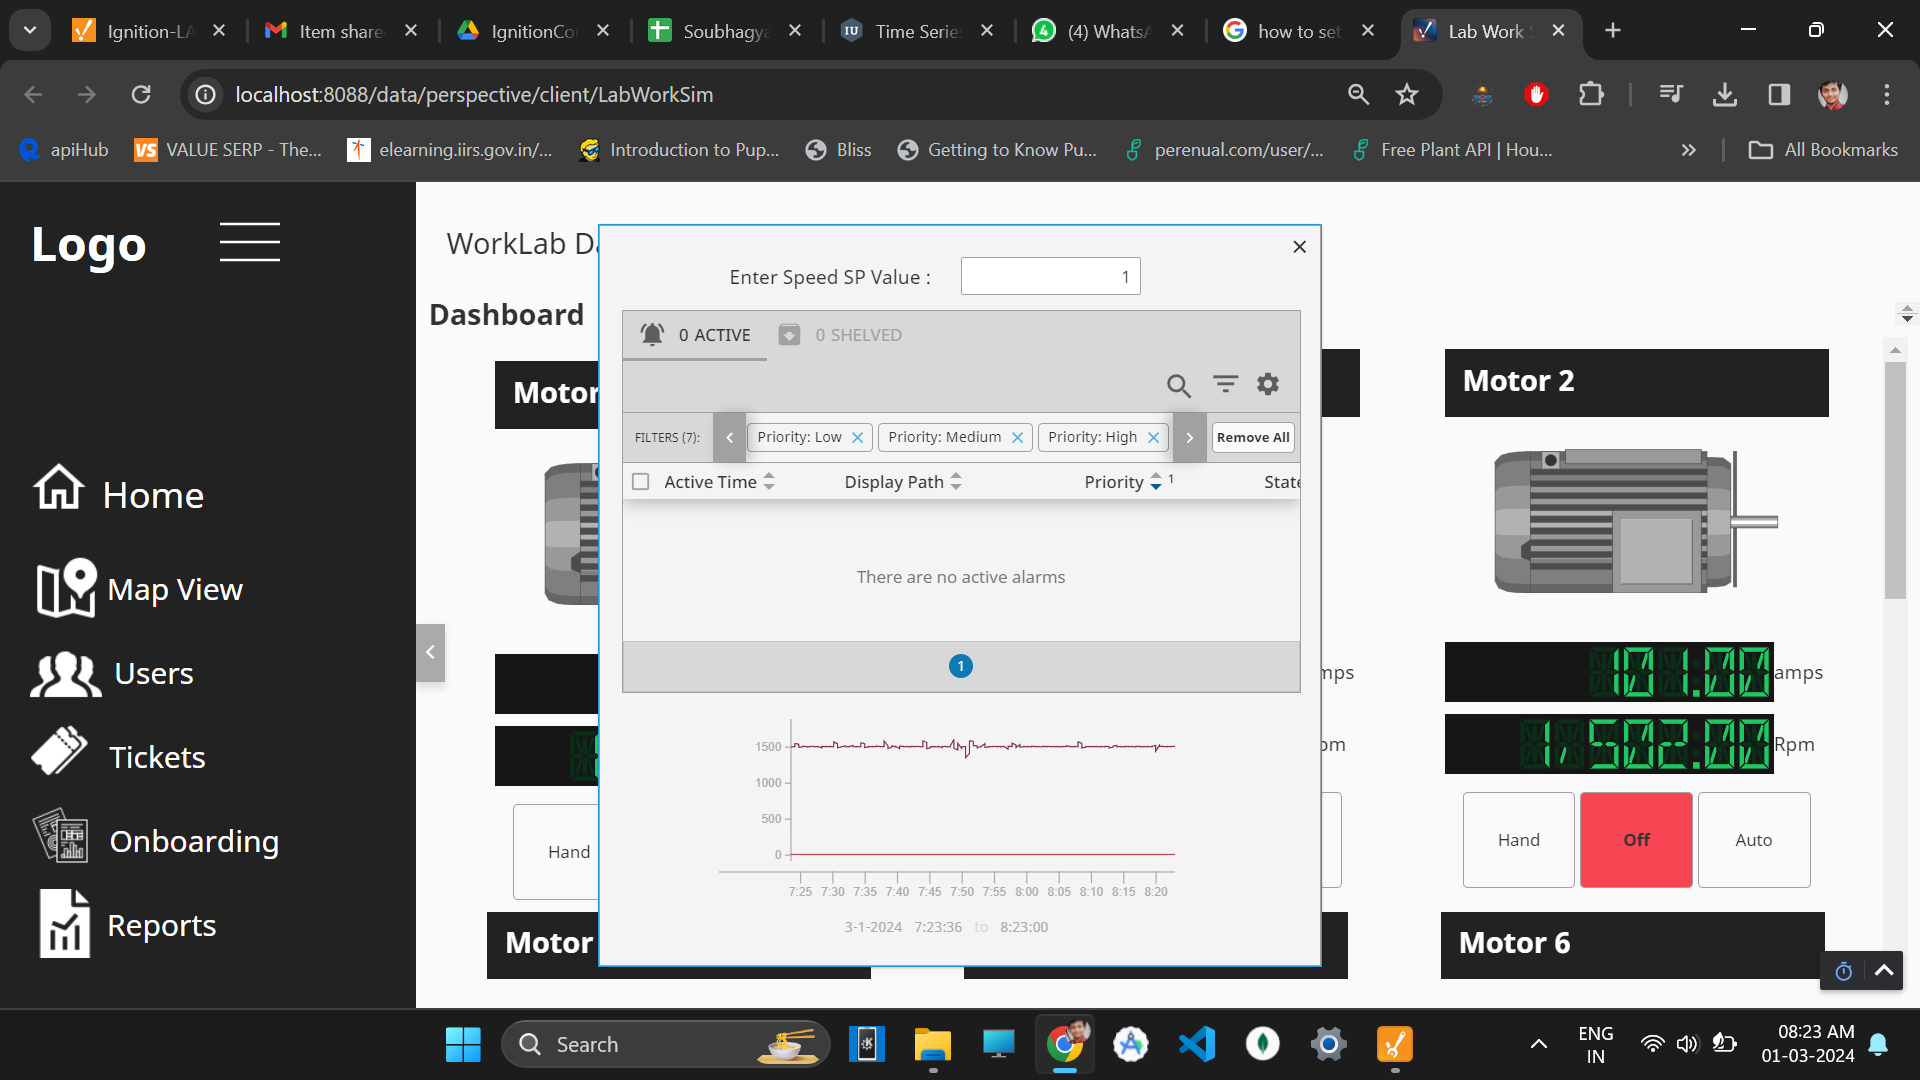 Ignition-LA
Item share
IgnitionCo
Soubhagya
Time Serie
(4) WhatsA
how to set
Lab Work S
localhost:8088/data/perspective/client/LabWorkSim
apiHub
VS VALUE SERP - The...
elearning.iirs.gov.in/...
Introduction to Pup...
Bliss
Getting to Know Pu...
perenual.com/user/...
Free Plant API | Hou...
All Bookmarks
Logo
Home
Map View
Users
Tickets
Onboarding
Reports
WorkLab Da
Dashboard
Motor
Enter Speed SP Value :
1
0 ACTIVE
0 SHELVED
FILTERS (7):
Priority: Low
Priority: Medium
Priority: High
Remove All
Active Time
Display Path
Priority
1
State
There are no active alarms
1
1500
1000
500
0
7:25 7:30 7:35 7:40 7:45 7:50 7:55 8:00 8:05 8:10 8:15 8:20
3-1-2024 7:23:36 to 8:23:00
mps
pm
Hand
Motor
Motor 2
101.00 amps
1,502.00 Rpm
Hand
Off
Auto
Motor 6
Search
ENG
IN
08:23 AM
01-03-2024